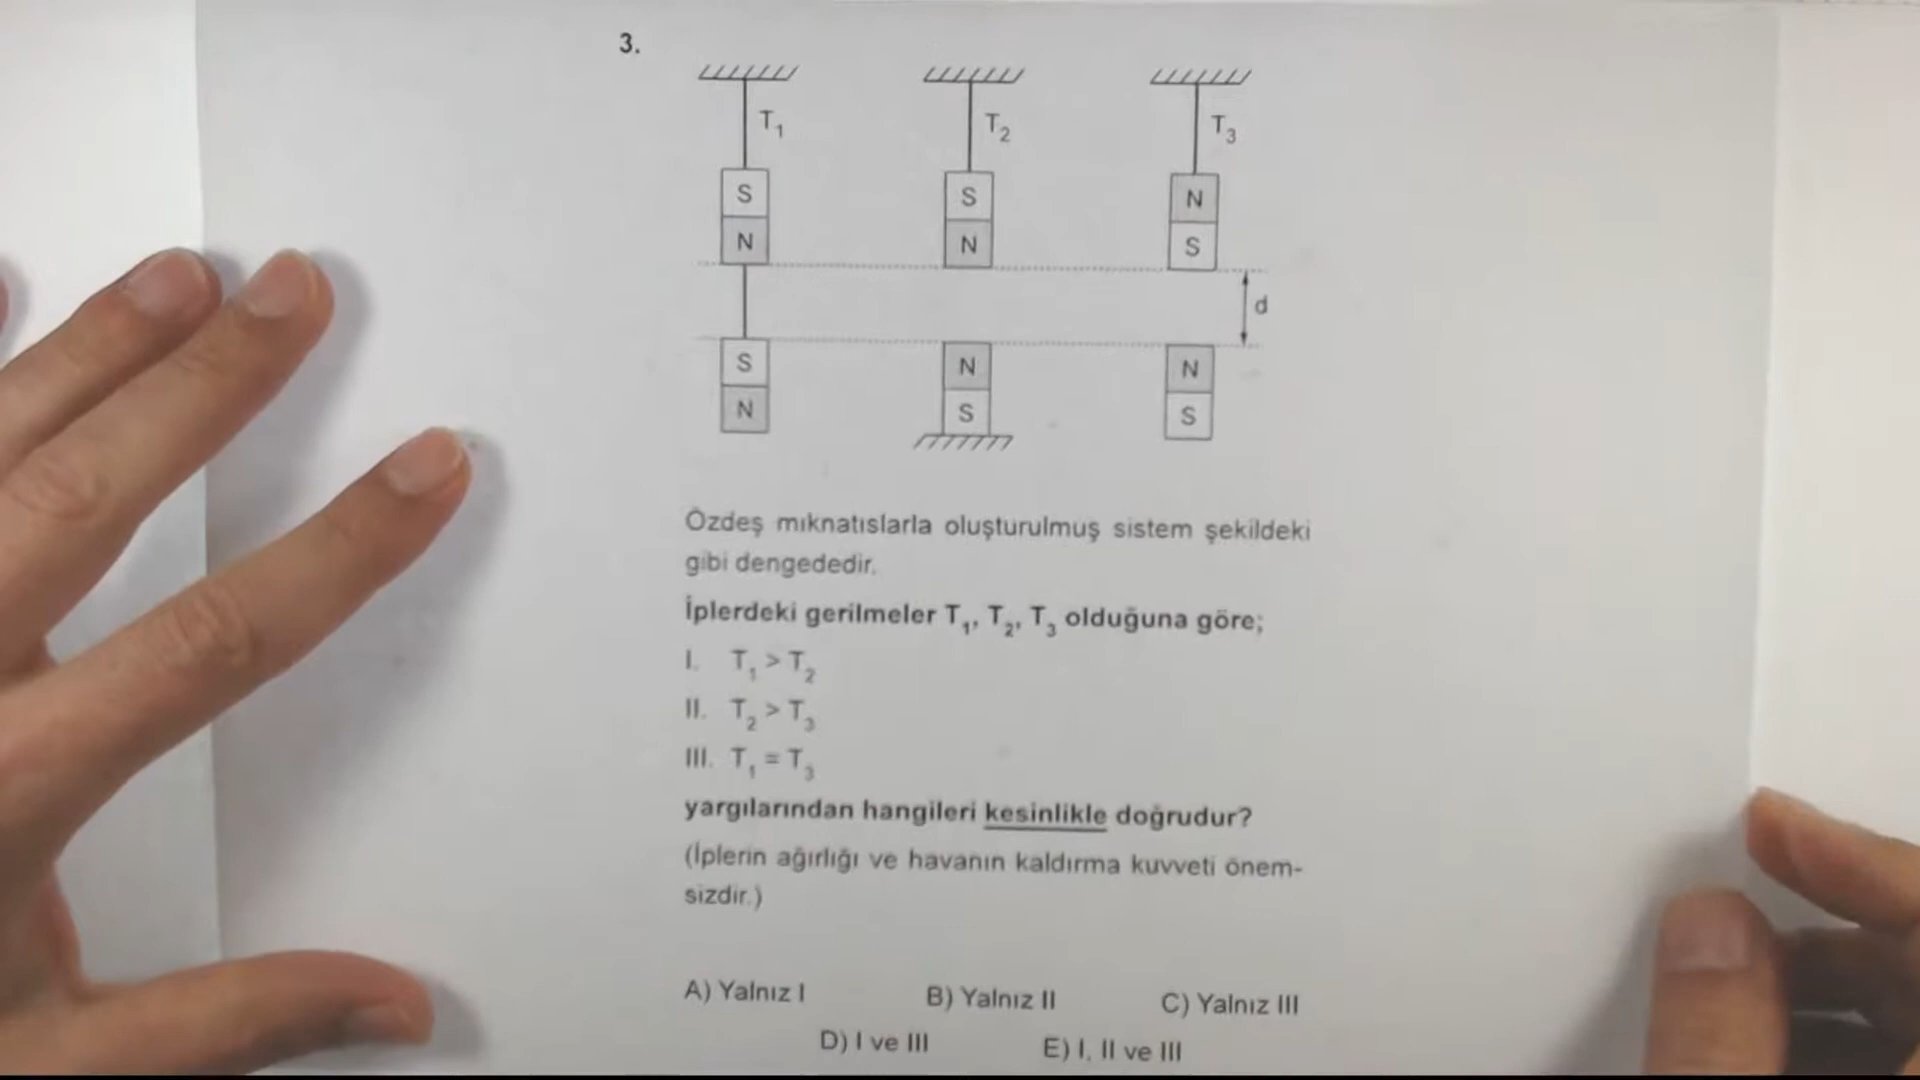 3.
T₁ T₂ T₃
S S N
N N S
d
S N N
N S S
Özdeş mıknatıslarla oluşturulmuş sistem şekildeki
gibi dengededir.
İplerdeki gerilmeler T₁, T₂, T₃ olduğuna göre;
I. T₁ > T₂
II. T₂ > T₃
III. T₁ = T₃
yargılarından hangileri kesinlikle doğrudur?
(İplerin ağırlığı ve havanın kaldırma kuvveti önem-
sizdir.)
A) Yalnız I B) Yalnız II C) Yalnız III
D) I ve III E) I, II ve III